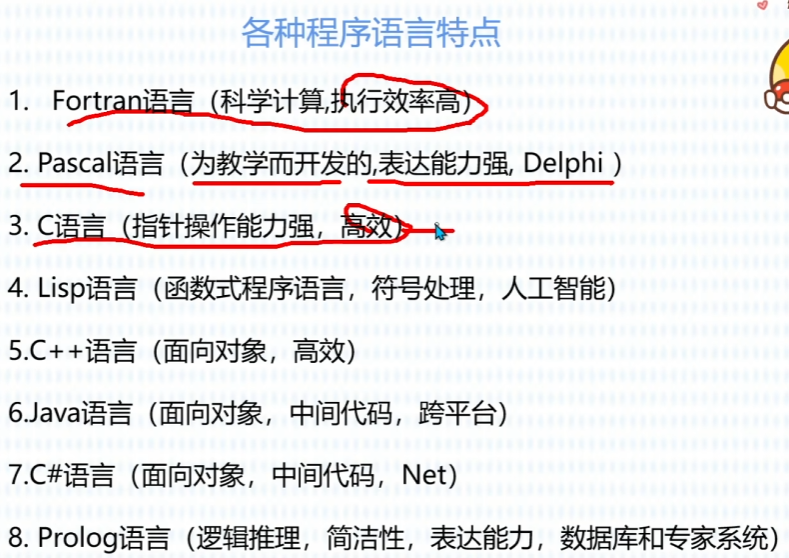 各种程序语言特点
1. Fortran语言（科学计算,执行效率高）
2. Pascal语言（为教学而开发的,表达能力强, Delphi ）
3. C语言（指针操作能力强，高效）
4. Lisp语言（函数式程序语言，符号处理，人工智能）
5.C++语言（面向对象，高效）
6.Java语言（面向对象，中间代码，跨平台）
7.C#语言（面向对象，中间代码，Net）
8. Prolog语言（逻辑推理，简洁性，表达能力，数据库和专家系统）